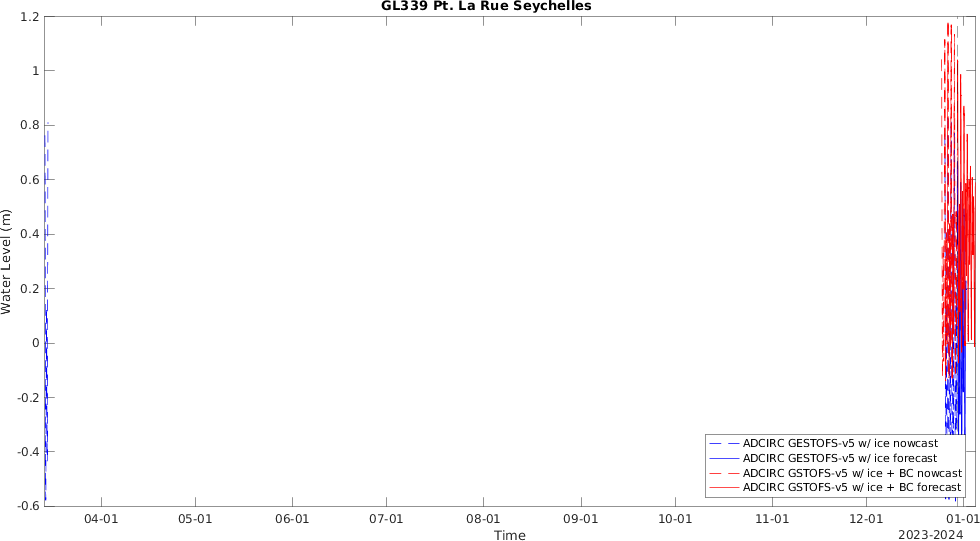 GL339 Pt. La Rue Seychelles
Water Level (m)
1.2
1
0.8
0.6
0.4
0.2
0
-0.2
-0.4
-0.6
ADCIRC GESTOFS-v5 w/ ice nowcast
ADCIRC GESTOFS-v5 w/ ice forecast
ADCIRC GSTOFS-v5 w/ ice + BC nowcast
ADCIRC GSTOFS-v5 w/ ice + BC forecast
04-01 05-01 06-01 07-01 08-01 09-01 10-01 11-01 12-01 01-01
Time
2023-2024